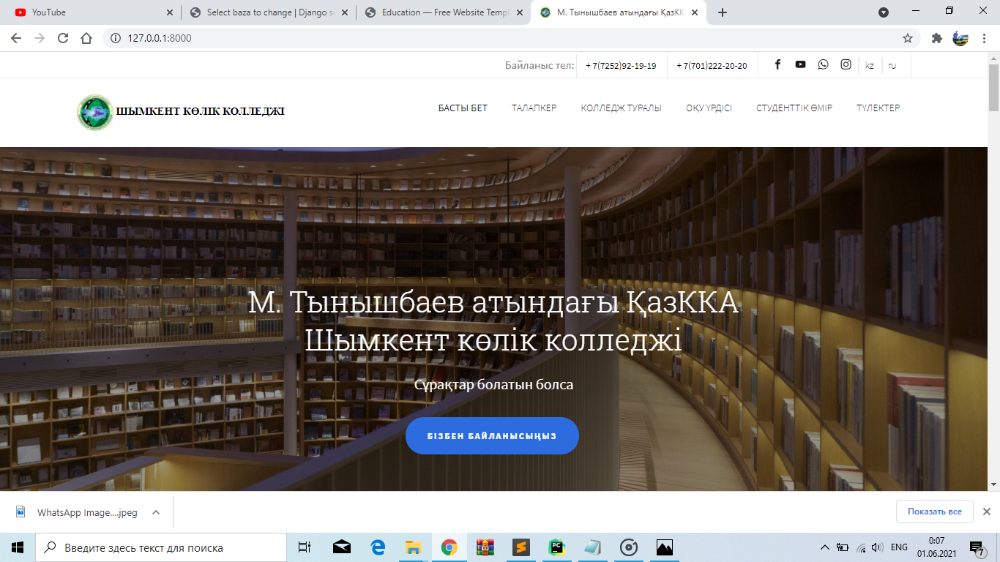 YouTube
Select baza to change | Django si
Education — Free Website Templ
М. Тынышбаев атындағы ҚазКК
127.0.0.1:8000
Байланыс тел:
+ 7(7252)92-19-19
+ 7(701)222-20-20
kz
ru
ШЫМКЕНТ КӨЛІК КОЛЛЕДЖІ
БАСТЫ БЕТ
ТАЛАПКЕР
КОЛЛЕДЖ ТУРАЛЫ
ОҚУ ҮРДІСІ
СТУДЕНТТІК ӨМІР
ТҮЛЕКТЕР
М. Тынышбаев атындағы ҚазККА
Шымкент көлік колледжі
Сұрақтар болатын болса
БІЗБЕН БАЙЛАНЫСЫҢЫЗ
WhatsApp Image....jpeg
Показать все
Введите здесь текст для поиска
PC
ENG
0:07
01.06.2021
7